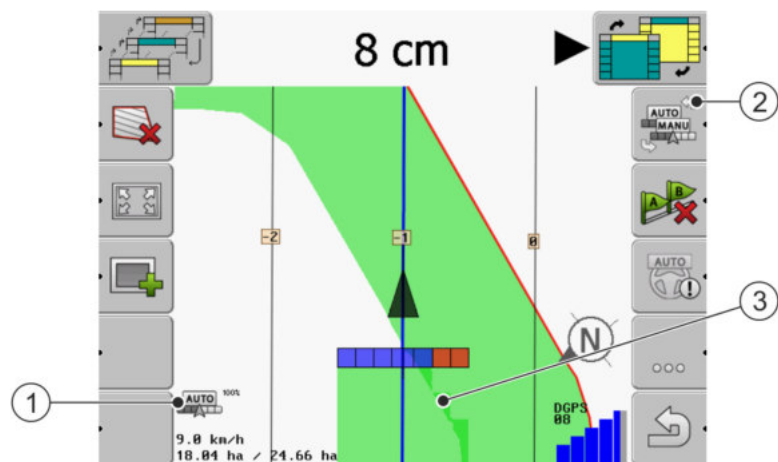 8 cm
AUTO
MANU
2
A B
-2
-1
0
AUTO
3
N
1
AUTO 100%
DGPS
08
9.0 km/h
18.04 ha / 24.66 ha